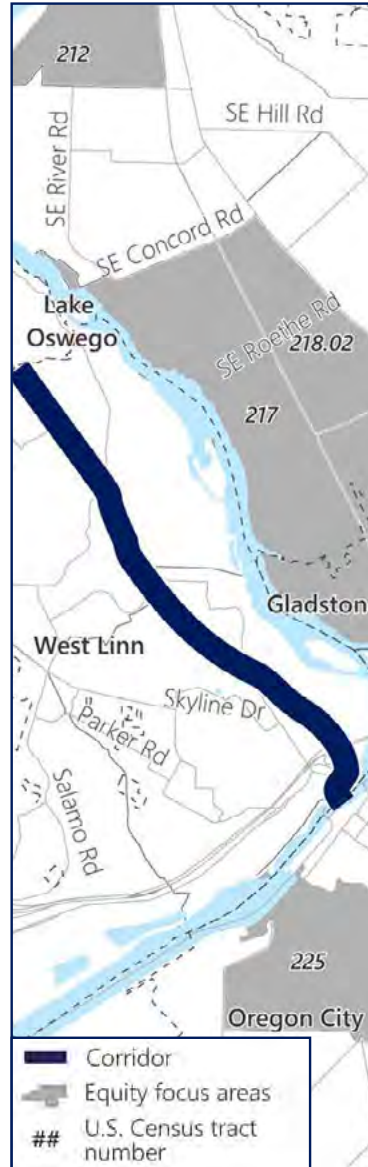 212
SE Hill Rd
SE River Rd
SE Concord Rd
Lake
Oswego
SE Roethe Rd
218.02
217
Gladston
West Linn
Skyline Dr
Parker Rd
Salamo Rd
225
Oregon City
Corridor
Equity focus areas
## U.S. Census tract
number